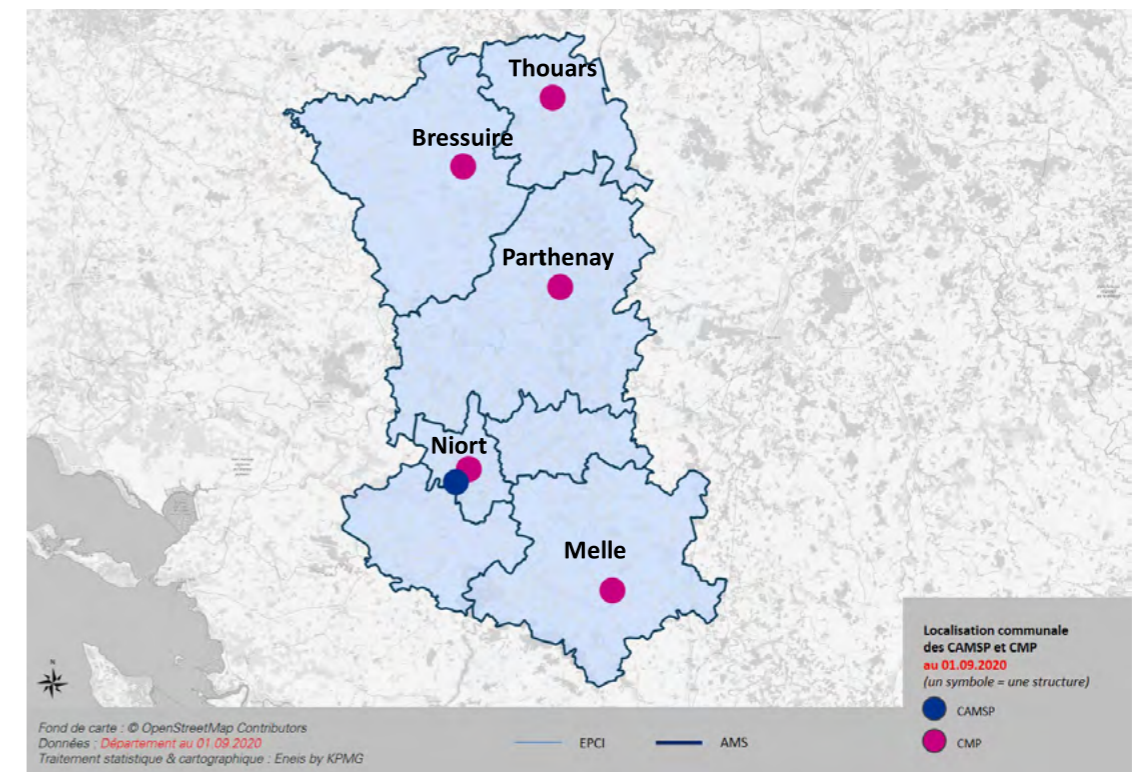 Thouars
Bressuire
Parthenay
Niort
Melle
Localisation communale
des CAMSP et CMP
au 01.09.2020
(un symbole = une structure)
CAMSP
CMP
N
Fond de carte : © OpenStreetMap Contributors
Données : Département au 01.09.2020
Traitement statistique & cartographique : Eneis by KPMG
EPCI
AMS